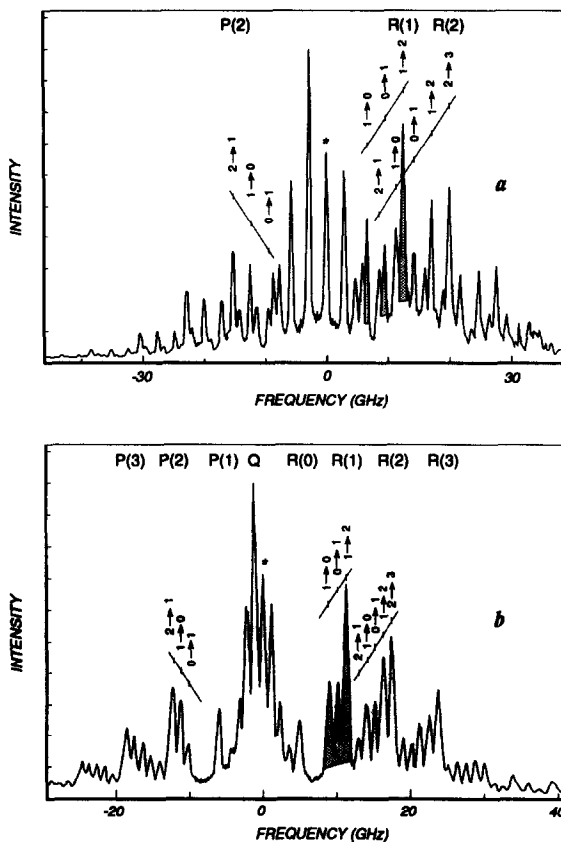 P(2) R(1) R(2)
2→1
1→0
0→1
1→0
0→1
1→2
2→1
1→0
0→1
1→2
2→3
*
a
INTENSITY
-30 0 30
FREQUENCY (GHz)
P(3) P(2) P(1) Q R(0) R(1) R(2) R(3)
2→1
1→0
0→1
1→0
0→1
1→2
2→1
1→0
0→1
1→2
2→3
*
b
INTENSITY
-20 0 20 40
FREQUENCY (GHz)